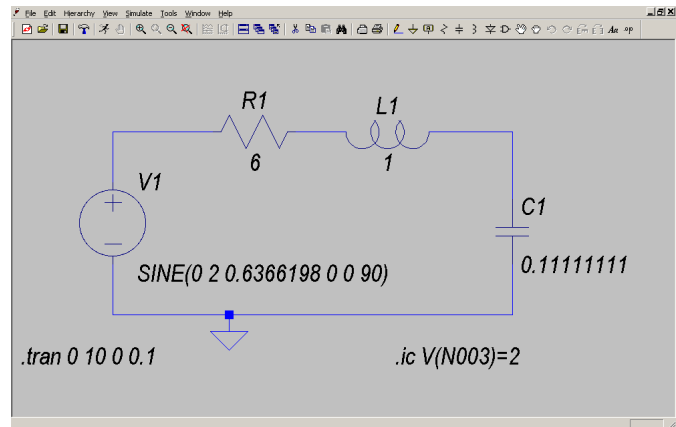 File Edit Hierarchy View Simulate Tools Window Help
R1
L1
6
1
V1
C1
SINE(0 2 0.6366198 0 0 90)
0.11111111
.tran 0 10 0 0.1
.ic V(N003)=2